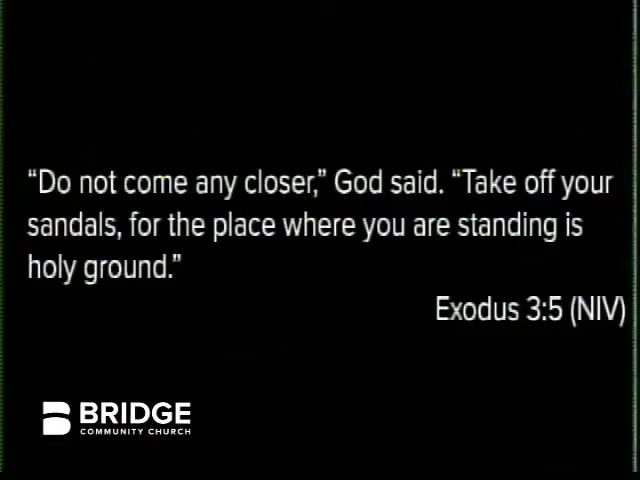 “Do not come any closer,” God said. “Take off your
sandals, for the place where you are standing is
holy ground.”
Exodus 3:5 (NIV)
BRIDGE
COMMUNITY CHURCH